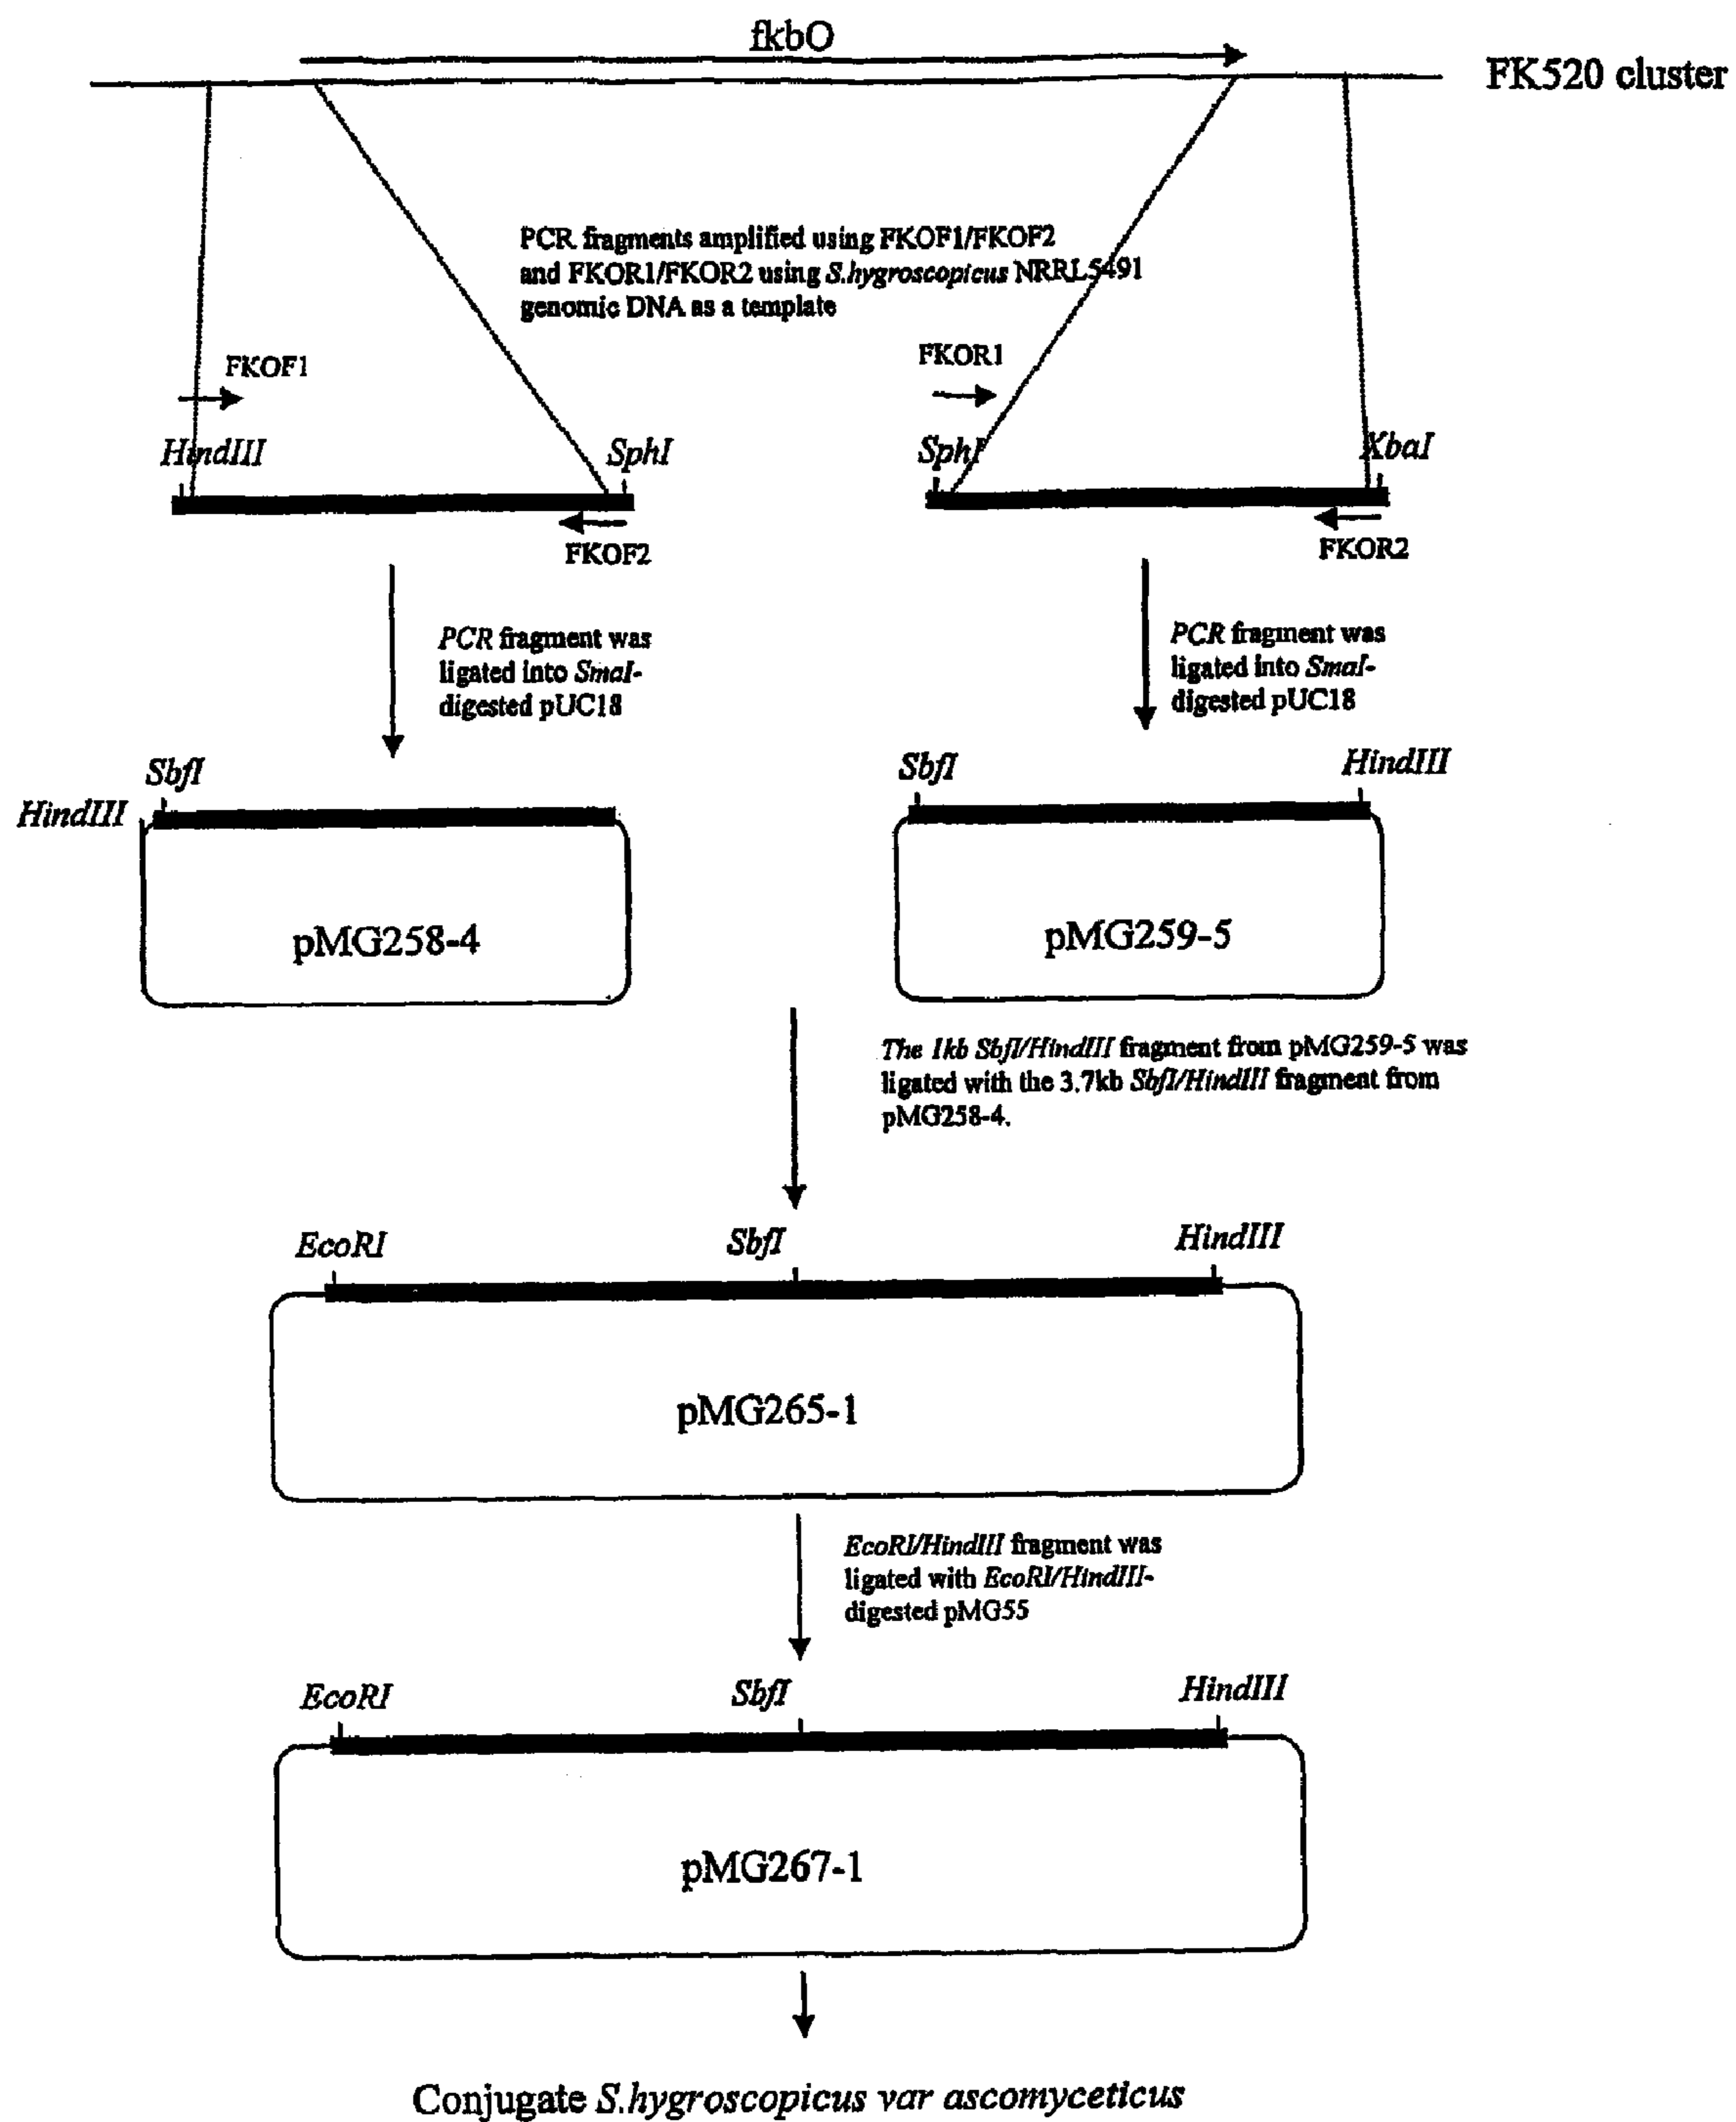 fkbO
FK520 cluster
PCR fragments amplified using FKOF1/FKOF2
and FKOR1/FKOR2 using S.hygroscopicus NRRL5491
genomic DNA as a template
FKOF1
FKOR1
HindIII
SphI
SphI
XbaI
FKOF2
FKOR2
PCR fragment was
ligated into SmaI-
digested pUC18
PCR fragment was
ligated into SmaI-
digested pUC18
SbfI
HindIII
SbfI
HindIII
pMG258-4
pMG259-5
The 1kb SbfI/HindIII fragment from pMG259-5 was
ligated with the 3.7kb SbfI/HindIII fragment from
pMG258-4.
EcoRI
SbfI
HindIII
pMG265-1
EcoRI/HindIII fragment was
ligated with EcoRI/HindIII-
digested pMG55
EcoRI
SbfI
HindIII
pMG267-1
Conjugate S.hygroscopicus var ascomyceticus